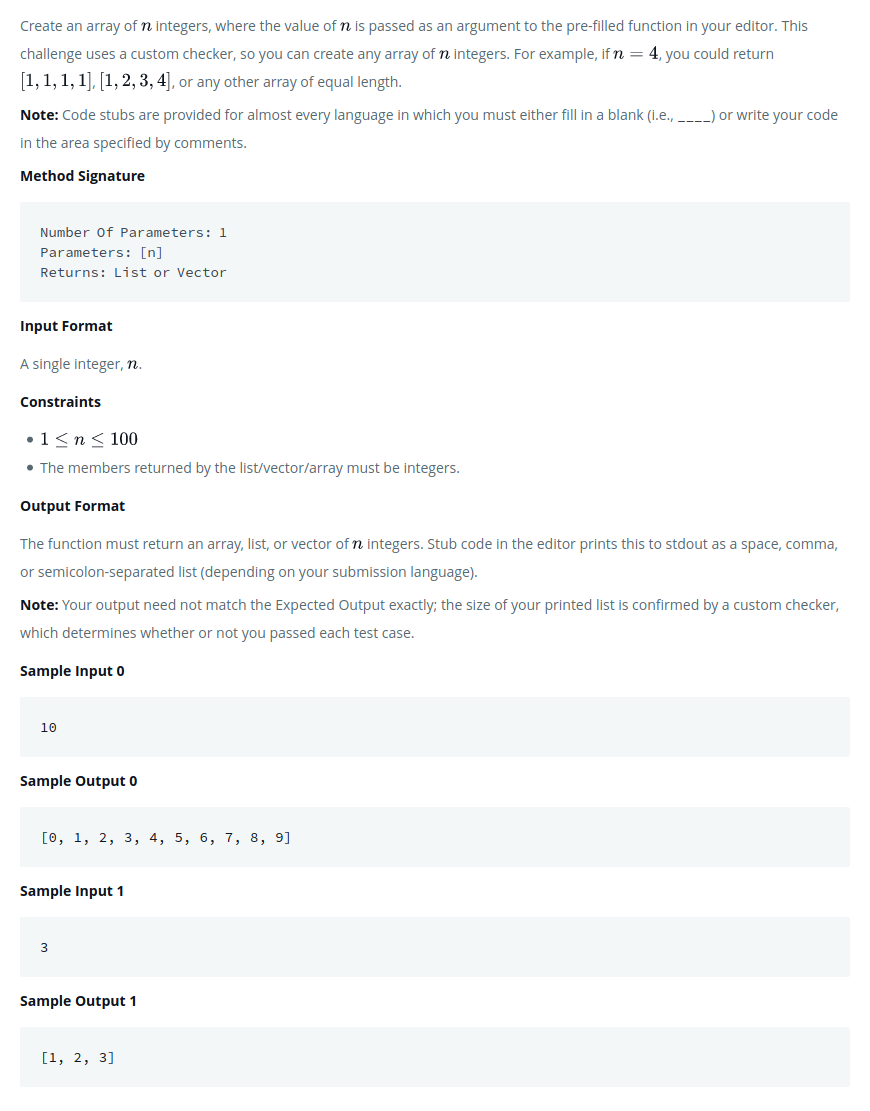 Create an array of n integers, where the value of n is passed as an argument to the pre-filled function in your editor. This
challenge uses a custom checker, so you can create any array of n integers. For example, if n = 4, you could return
[1, 1, 1, 1], [1, 2, 3, 4], or any other array of equal length.
Note: Code stubs are provided for almost every language in which you must either fill in a blank (i.e., ____) or write your code
in the area specified by comments.
Method Signature
Number Of Parameters: 1
Parameters: [n]
Returns: List or Vector
Input Format
A single integer, n.
Constraints
• 1 ≤ n ≤ 100
• The members returned by the list/vector/array must be integers.
Output Format
The function must return an array, list, or vector of n integers. Stub code in the editor prints this to stdout as a space, comma,
or semicolon-separated list (depending on your submission language).
Note: Your output need not match the Expected Output exactly; the size of your printed list is confirmed by a custom checker,
which determines whether or not you passed each test case.
Sample Input 0
10
Sample Output 0
[0, 1, 2, 3, 4, 5, 6, 7, 8, 9]
Sample Input 1
3
Sample Output 1
[1, 2, 3]